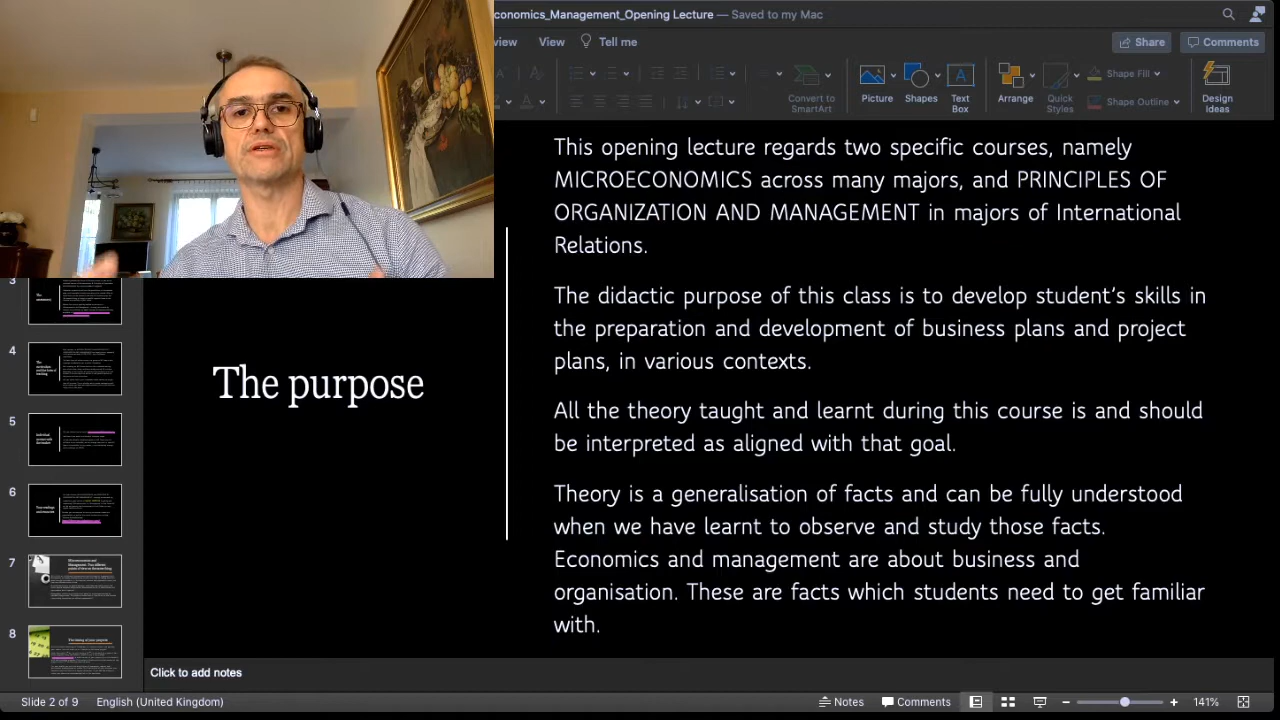 conomics_Management_Opening Lecture — Saved to my Mac
view View Tell me Share Comments
Convert to SmartArt Picture Shapes Text Box Arrange Quick Styles Shape Fill Shape Outline Design Ideas
This opening lecture regards two specific courses, namely
MICROECONOMICS across many majors, and PRINCIPLES OF
ORGANIZATION AND MANAGEMENT in majors of International
Relations.
The didactic purpose of this class is to develop student's skills in
the preparation and development of business plans and project
plans, in various contexts.
The purpose
All the theory taught and learnt during this course is and should
be interpreted as aligned with that goal.
Theory is a generalisation of facts and can be fully understood
when we have learnt to observe and study those facts.
Economics and management are about business and
organisation. These are facts which students need to get familiar
with.
3
4
5
6
7
8
Click to add notes
Slide 2 of 9 English (United Kingdom) Notes Comments 141%